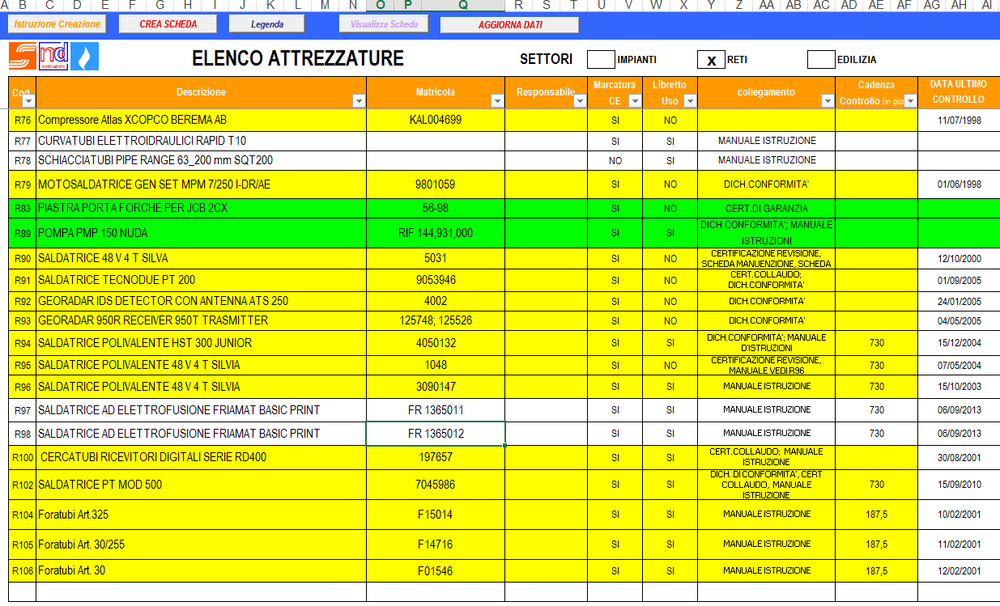 A B C D E F G H I J K L M N O P Q R S T U V W X Y Z AA AB AC AD AE AF AG AH AI
Istruzione Creazione CREA SCHEDA Legenda Visualizza Scheda AGGIORNA DATI
nd
costruzioni
ELENCO ATTREZZATURE SETTORI IMPIANTI X RETI EDILIZIA
Cod Descrizione Matricola Responsabile Marcatura CE Libretto Uso collegamento Cadenza Controllo (in gior DATA ULTIMO CONTROLLO
R76 Compressore Atlas XCOPCO BEREMA AB KAL004699 SI NO 11/07/1998
R77 CURVATUBI ELETTROIDRAULICI RAPID T10 SI SI MANUALE ISTRUZIONE
R78 SCHIACCIATUBI PIPE RANGE 63_200 mm SQT200 NO SI MANUALE ISTRUZIONE
R79 MOTOSALDATRICE GEN SET MPM 7/250 I-DR/AE 9801059 SI NO DICH.CONFORMITA' 01/06/1998
R83 PIASTRA PORTA FORCHE PER JCB 2CX 56-98 SI NO CERT.DI GARANZIA
R89 POMPA PMP 150 NUDA RIF 144,931,000 SI SI DICH.CONFORMITA'; MANUALE ISTRUZIONI
R90 SALDATRICE 48 V 4 T SILVA 5031 SI NO CERTIFICAZIONE REVISIONE, SCHEDA MANUENZIONE, SCHEDA 12/10/2000
R91 SALDATRICE TECNODUE PT 200 9053946 SI NO CERT.COLLAUDO; DICH.CONFORMITA' 01/09/2005
R92 GEORADAR IDS DETECTOR CON ANTENNA ATS 250 4002 SI NO DICH.CONFORMITA' 24/01/2005
R93 GEORADAR 950R RECEIVER 950T TRASMITTER 125748; 125526 SI NO DICH.CONFORMITA' 04/05/2005
R94 SALDATRICE POLIVALENTE HST 300 JUNIOR 4050132 SI SI DICH.CONFORMITA'; MANUALE D'ISTRUZIONI 730 15/12/2004
R95 SALDATRICE POLIVALENTE 48 V 4 T SILVIA 1048 SI NO CERTIFICAZIONE REVISIONE, MANUALE VEDI R96 730 07/05/2004
R96 SALDATRICE POLIVALENTE 48 V 4 T SILVIA 3090147 SI SI MANUALE ISTRUZIONE 730 15/10/2003
R97 SALDATRICE AD ELETTROFUSIONE FRIAMAT BASIC PRINT FR 1365011 SI SI MANUALE ISTRUZIONE 730 06/09/2013
R98 SALDATRICE AD ELETTROFUSIONE FRIAMAT BASIC PRINT FR 1365012 SI SI MANUALE ISTRUZIONE 730 06/09/2013
R100 CERCATUBI RICEVITORI DIGITALI SERIE RD400 197657 SI SI CERT.COLLAUDO; MANUALE ISTRUZIONE 30/08/2001
R102 SALDATRICE PT MOD 500 7045986 SI SI DICH. DI CONFORMITA', CERT COLLAUDO, MANUALE ISTRUZIONE 730 15/09/2010
R104 Foratubi Art.325 F15014 SI SI MANUALE ISTRUZIONE 187,5 10/02/2001
R105 Foratubi Art. 30/255 F14716 SI SI MANUALE ISTRUZIONE 187,5 11/02/2001
R106 Foratubi Art. 30 F01546 SI SI MANUALE ISTRUZIONE 187,5 12/02/2001